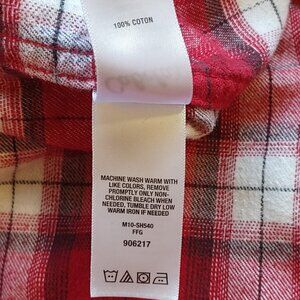 100% COTON
MACHINE WASH WARM WITH
LIKE COLORS, REMOVE
PROMPTLY ONLY NON-
CHLORINE BLEACH WHEN
NEEDED, TUMBLE DRY LOW
WARM IRON IF NEEDED
M10-SH540
FFG
906217